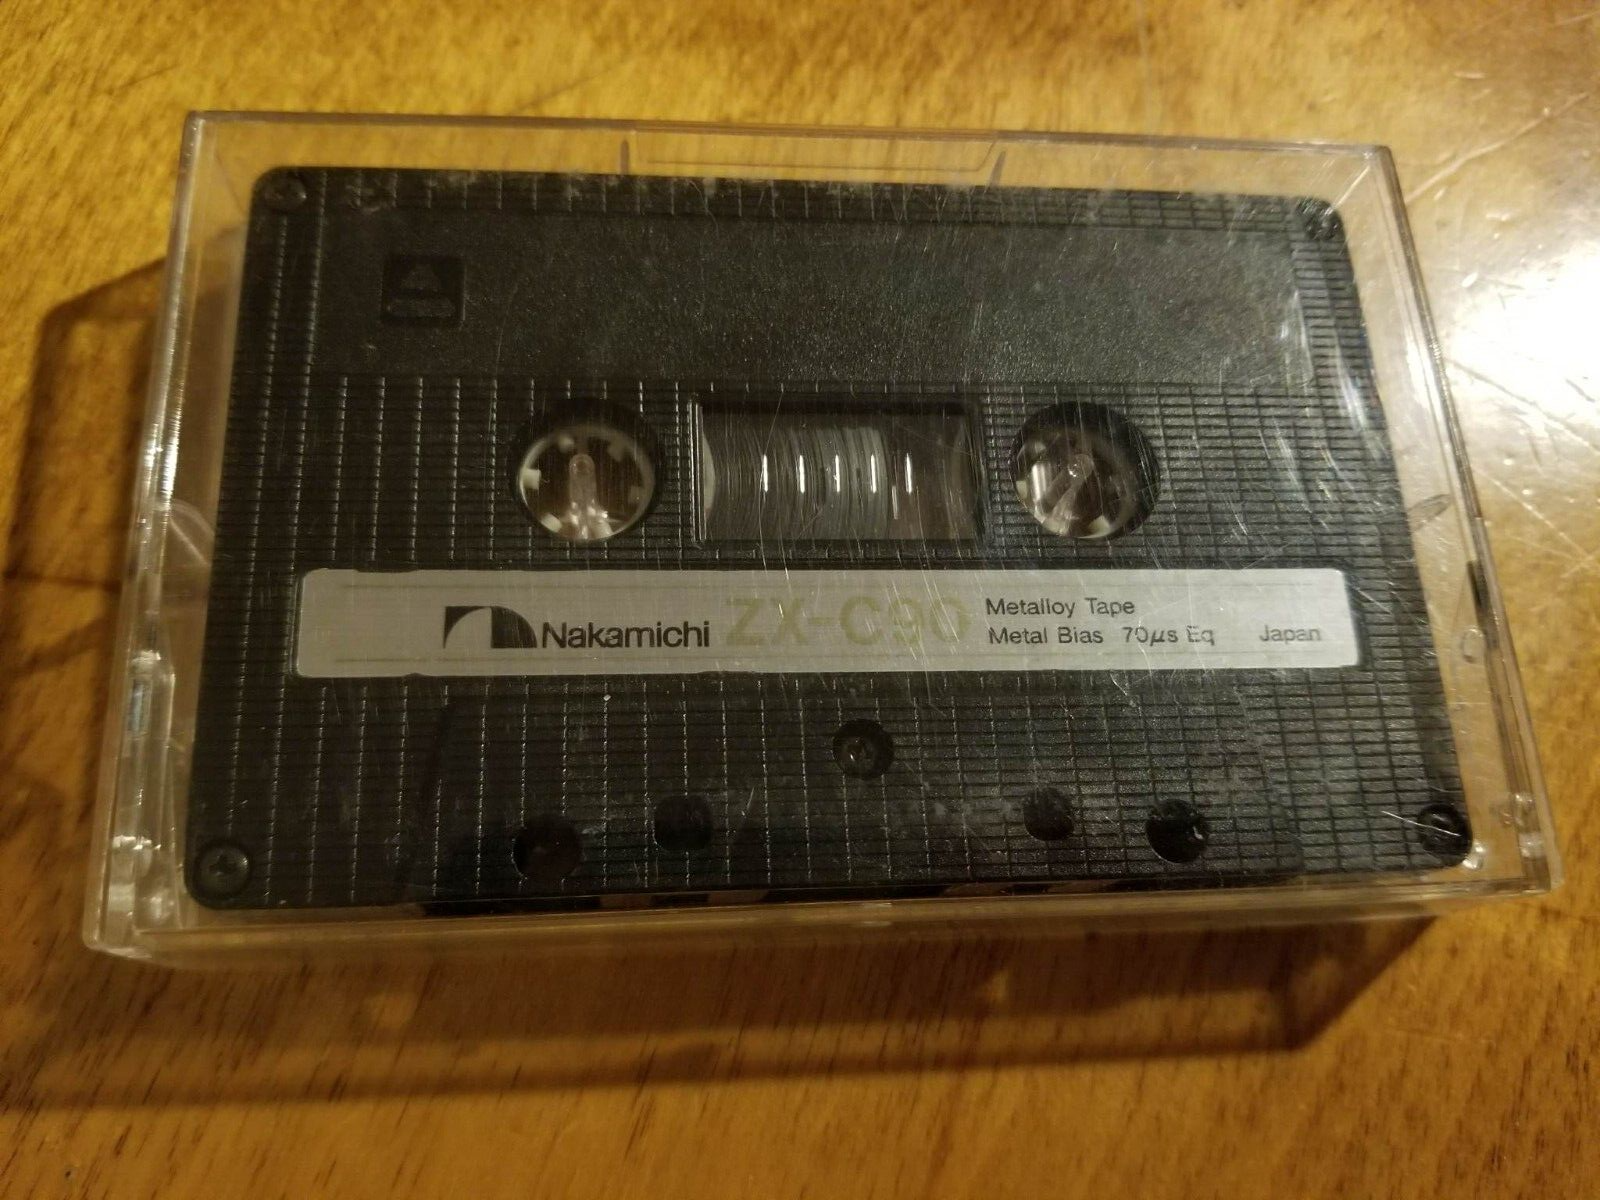 Nakamichi ZX-C90 Metalloy Tape
Metal Bias 70µs Eq Japan